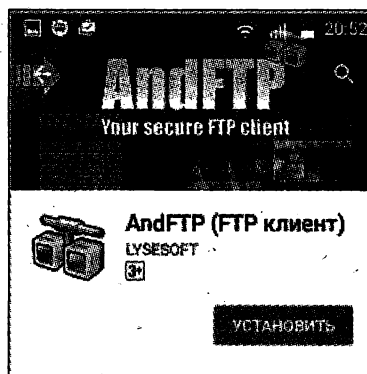 20:52
AndFTP
Your secure FTP client
AndFTP (FTP клиент)
LYSESOFT
3+
УСТАНОВИТЬ